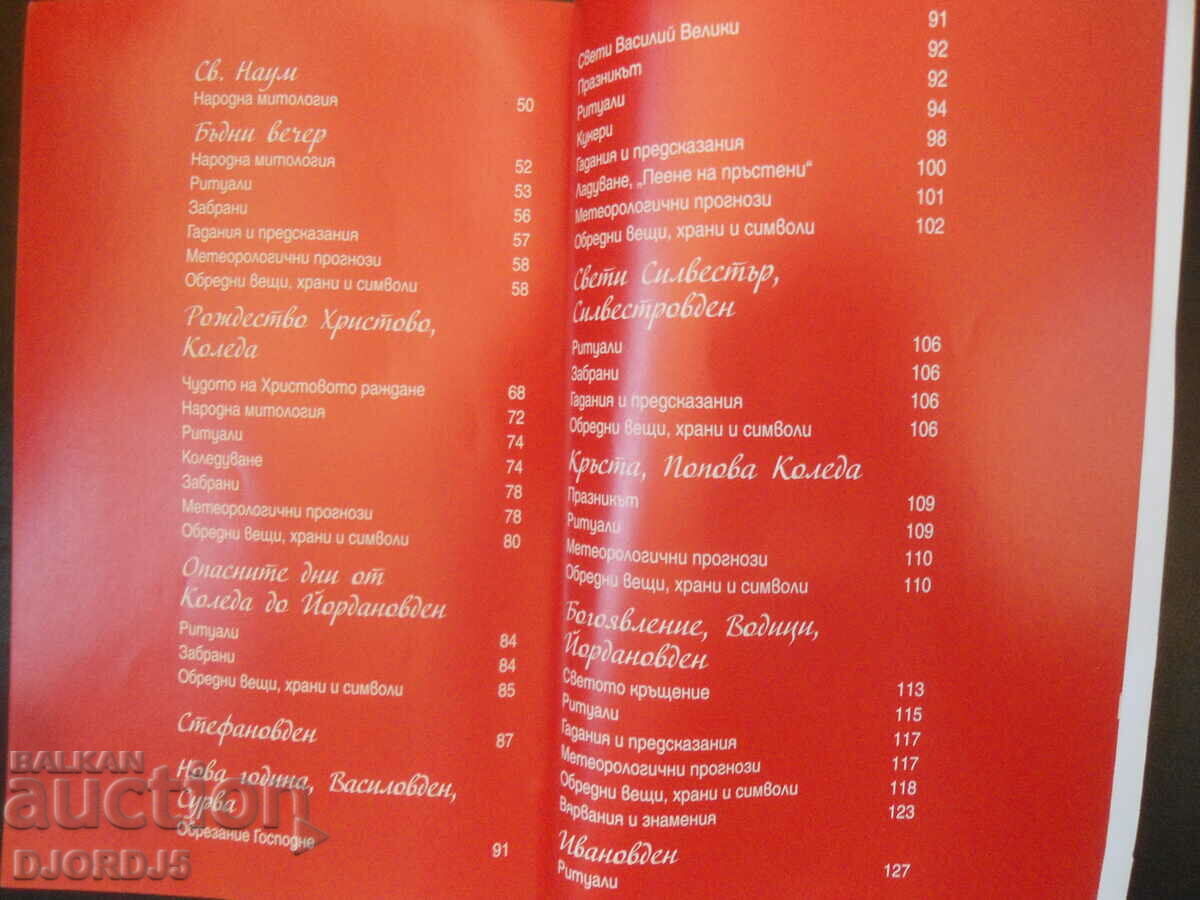 Св. Наум
Народна митология 50
Бъдни вечер
Народна митология 52
Ритуали 53
Забрани 56
Гадания и предсказания 57
Метеорологични прогнози 58
Обредни вещи, храни и символи 58
Рождество Христово,
Коледа
Чудото на Христовото раждане 68
Народна митология 72
Ритуали 74
Коледуване 74
Забрани 78
Метеорологични прогнози 78
Обредни вещи, храни и символи 80
Опасните дни от
Коледа до Йордановден
Ритуали 84
Забрани 84
Обредни вещи, храни и символи 85
Стефановден 87
Нова година, Василовден,
Сурва
Обрезание Господне 91
Свети Василий Велики 91
Празникът 92
Ритуали 92
Кукери 94
Гадания и предсказания 98
Ладуване, „Пеене на пръстени“ 100
Метеорологични прогнози 101
Обредни вещи, храни и символи 102
Свети Силвестър,
Силвестровден
Ритуали 106
Забрани 106
Гадания и предсказания 106
Обредни вещи, храни и символи 106
Кръста, Попова Коледа
Празникът 109
Ритуали 109
Метеорологични прогнози 110
Обредни вещи, храни и символи 110
Богоявление, Водици,
Йордановден
Светото кръщение 113
Ритуали 115
Гадания и предсказания 117
Метеорологични прогнози 117
Обредни вещи, храни и символи 118
Вярвания и знамения 123
Ивановден
Ритуали 127
BALKAN
auction
DJORDJ5